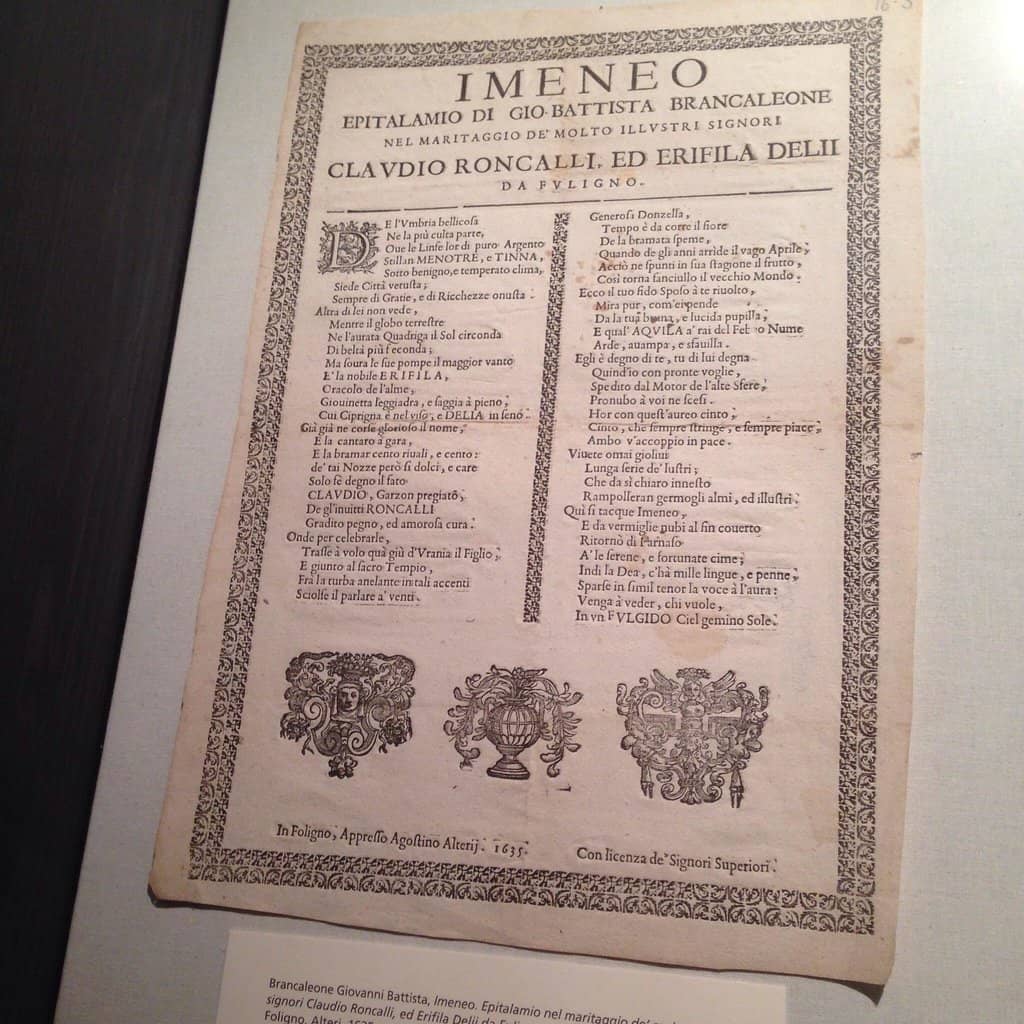 16-5
IMENEO
EPITALAMIO DI GIO·BATTISTA BRANCALEONE
NEL MARITAGGIO DE' MOLTO ILLVSTRI SIGNORI
CLAVDIO RONCALLI, ED ERIFILA DELII
DA FVLIGNO.
DE l'Vmbria bellicosa
Ne la più culta parte,
Oue le Linfe lor di puro Argento
Stillan MENOTRE, e TINNA,
Sotto benigno, e temperato clima,
Siede Città vetusta;
Sempre di Gratie, e di Ricchezze onusta:
Altra di lei non vede,
Mentre il globo terrestre
Ne l'aurata Quadriga il Sol circonda
Di beltà più feconda;
Ma soura le sue pompe il maggior vanto
E' la nobile ERIFILA,
Oracolo de l'alme,
Giouinetta leggiadra, e saggia à pieno;
Cui Ciprigna è nel viso, e DELIA in seno.
Già già ne corse glorioso il nome,
E la cantaro à gara,
E la bramar cento riuali, e cento:
de' tai Nozze però sì dolci, e care
Solo fè degno il fato
CLAVDIO, Garzon pregiato,
De gl'inuitti RONCALLI
Gradito pegno, ed amorosa cura.
Onde per celebrarle,
Trasse à volo quà giù d'Vrania il Figlio;
E giunto al sacro Tempio,
Frà la turba anelante in tali accenti
Sciolse il parlare a' venti.
Generosa Donzella,
Tempo è da corre il fiore
De la bramata speme,
Quando de gli anni arride il vago Aprile;
Acciò ne spunti in sua stagione il frutto,
Così torna fanciullo il vecchio Mondo.
Ecco il tuo fido Sposo à te riuolto,
Mira pur, com'ei pende
Da la tua buona, e lucida pupilla;
E qual' AQVILA a' rai del Febeo Nume
Arde, auampa, e sfauilla.
Egli è degno di te, tu di lui degna
Quind'io con pronte voglie,
Spedito dal Motor de l'alte Sfere,
Pronubo à voi ne scesi.
Hor con quest'aureo cinto,
Cinto, che sempre stringe, e sempre piace,
Ambo v'accoppio in pace.
Viuete omai gioliui
Lunga serie de' lustri;
Che da sì chiaro innesto
Rampolleran germogli almi, ed illustri.
Quì si tacque Imeneo,
E da vermiglie nubi al fin couerto
Ritornò di Parnaso
A' le serene, e fortunate cime;
Indi la Dea, c'hà mille lingue, e penne,
Sparse in simil tenor la voce à l'aura:
Venga à veder, chi vuole,
In vn FVLGIDO Ciel gemino Sole.
In Foligno, Appresso Agostino Alterij. 1635.
Con licenza de' Signori Superiori.
Brancaleone Giovanni Battista, Imeneo. Epitalamio nel maritaggio de'
signori Claudio Roncalli, ed Erifila Delii da
Foligno, Alteri,